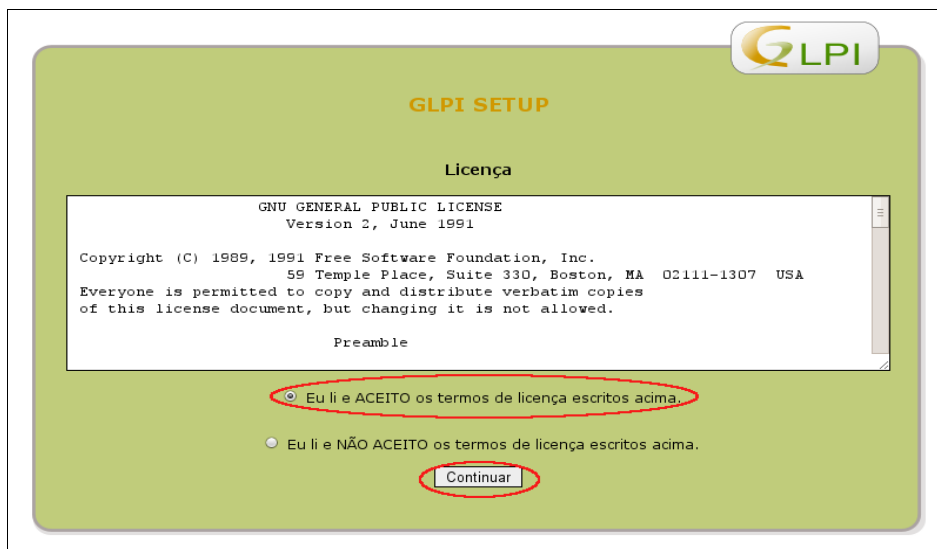 GLPI
GLPI SETUP
Licença
GNU GENERAL PUBLIC LICENSE
Version 2, June 1991
Copyright (C) 1989, 1991 Free Software Foundation, Inc.
59 Temple Place, Suite 330, Boston, MA 02111-1307 USA
Everyone is permitted to copy and distribute verbatim copies
of this license document, but changing it is not allowed.
Preamble
Eu li e ACEITO os termos de licença escritos acima.
Eu li e NÃO ACEITO os termos de licença escritos acima.
Continuar